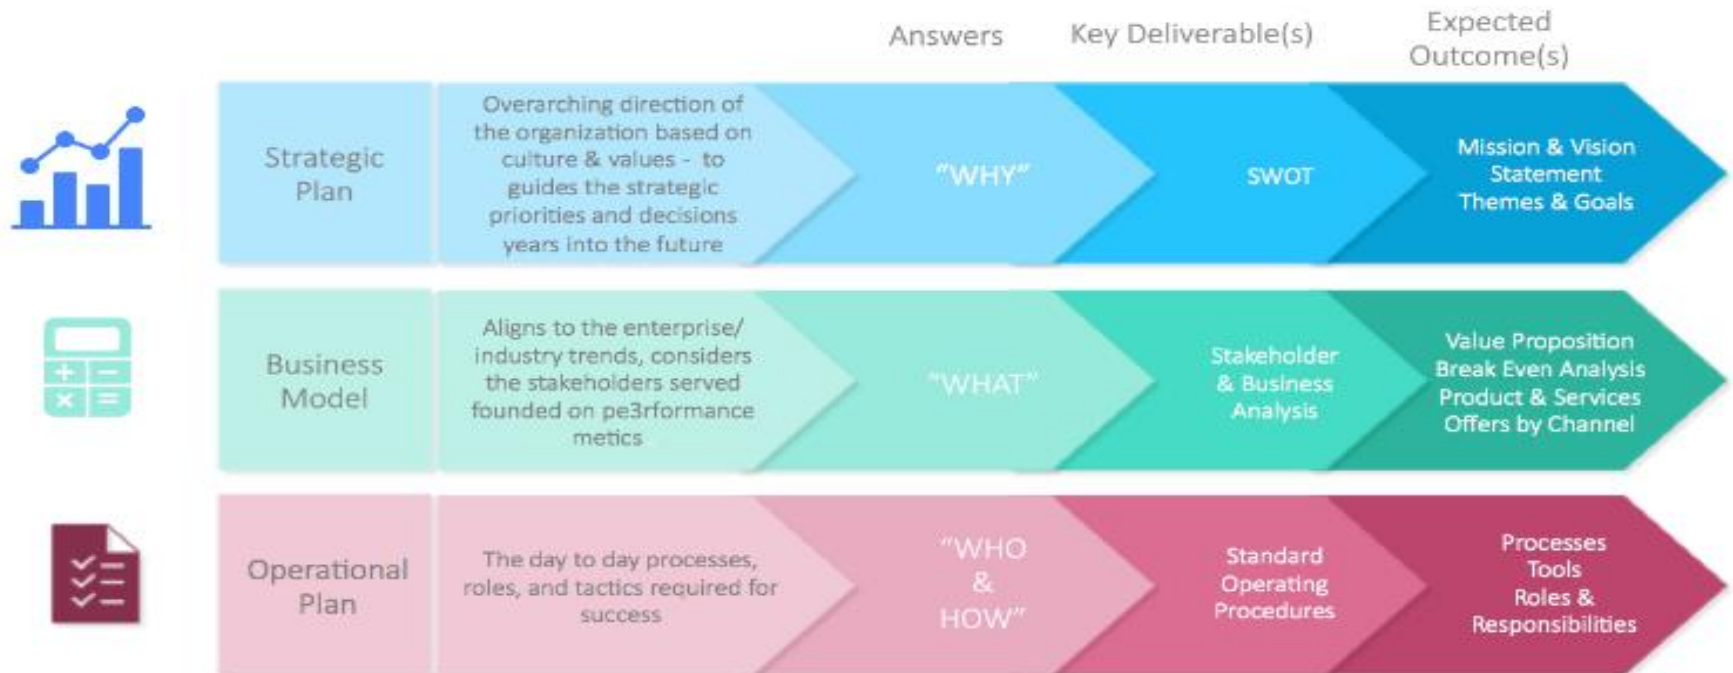 Answers
Key Deliverable(s)
Expected
Outcome(s)
Strategic
Plan
Overarching direction of
the organization based on
culture & values -  to
guides the strategic
priorities and decisions
years into the future
"WHY"
SWOT
Mission & Vision
Statement
Themes & Goals
Business
Model
Aligns to the enterprise/
industry trends, considers
the stakeholders served
founded on pe3rformance
metics
"WHAT"
Stakeholder
& Business
Analysis
Value Proposition
Break Even Analysis
Product & Services
Offers by Channel
Operational
Plan
The day to day processes,
roles, and tactics required for
success
"WHO
&
HOW"
Standard
Operating
Procedures
Processes
Tools
Roles &
Responsibilities